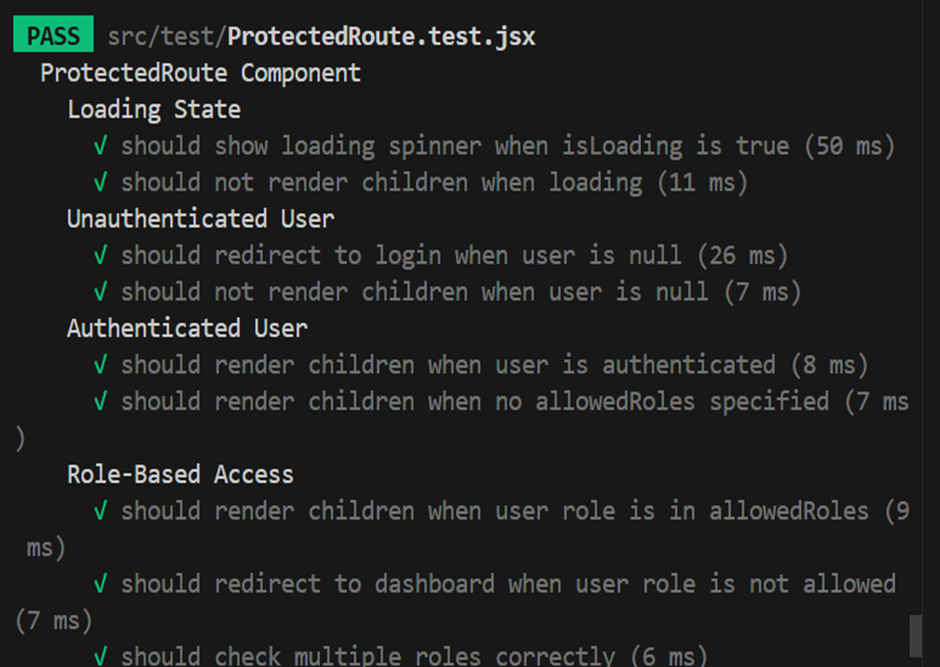 PASS src/test/ProtectedRoute.test.jsx
ProtectedRoute Component
Loading State
√ should show loading spinner when isLoading is true (50 ms)
√ should not render children when loading (11 ms)
Unauthenticated User
√ should redirect to login when user is null (26 ms)
√ should not render children when user is null (7 ms)
Authenticated User
√ should render children when user is authenticated (8 ms)
√ should render children when no allowedRoles specified (7 ms
)
Role-Based Access
√ should render children when user role is in allowedRoles (9
ms)
√ should redirect to dashboard when user role is not allowed
(7 ms)
√ should check multiple roles correctly (6 ms)